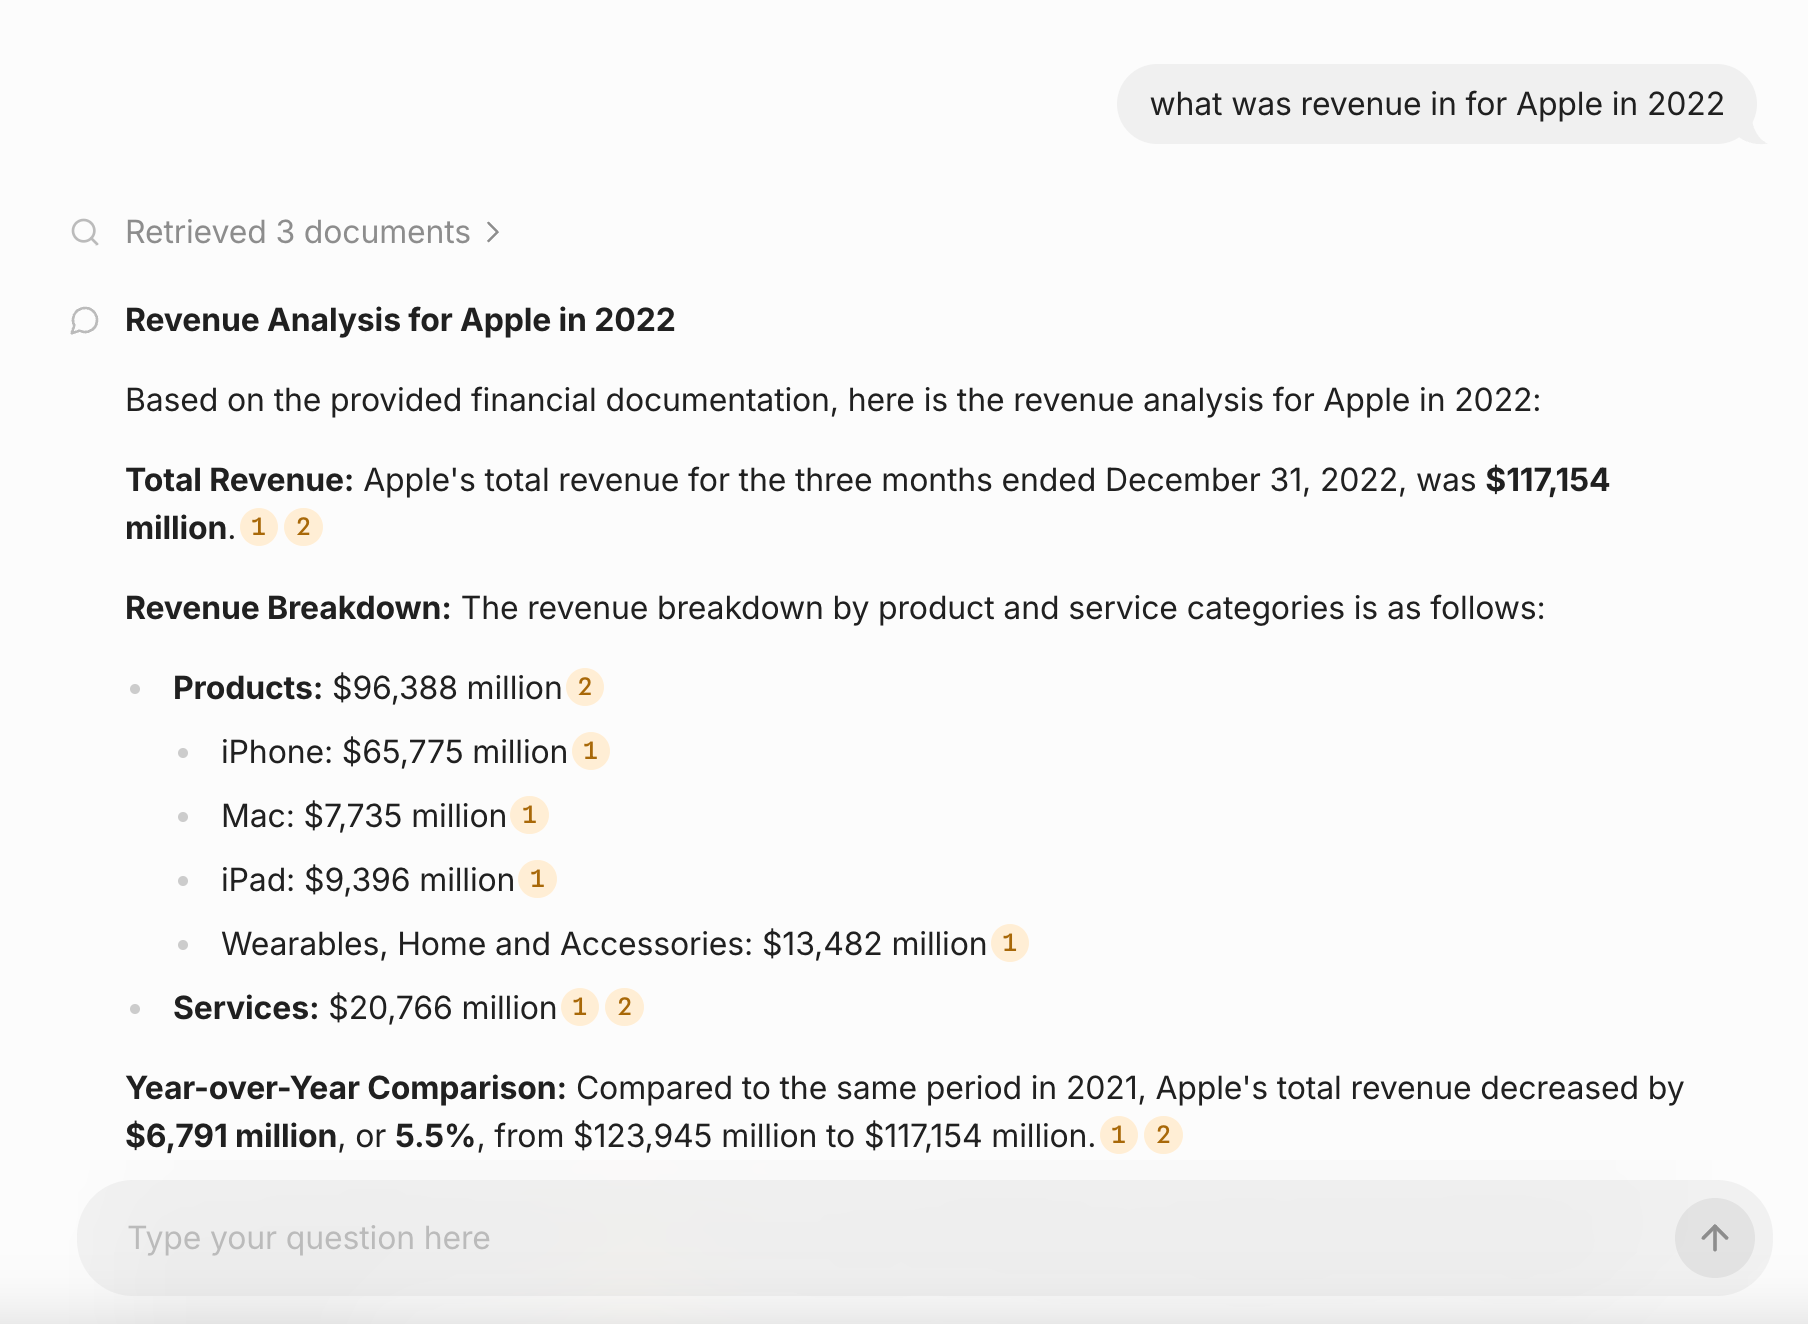 what was revenue in for Apple in 2022
Retrieved 3 documents
Revenue Analysis for Apple in 2022
Based on the provided financial documentation, here is the revenue analysis for Apple in 2022:
Total Revenue: Apple's total revenue for the three months ended December 31, 2022, was $117,154
million. 1 2
Revenue Breakdown: The revenue breakdown by product and service categories is as follows:
Products: $96,388 million 2
iPhone: $65,775 million 1
Mac: $7,735 million 1
iPad: $9,396 million 1
Wearables, Home and Accessories: $13,482 million 1
Services: $20,766 million 1 2
Year-over-Year Comparison: Compared to the same period in 2021, Apple's total revenue decreased by
$6,791 million, or 5.5%, from $123,945 million to $117,154 million. 1 2
Type your question here